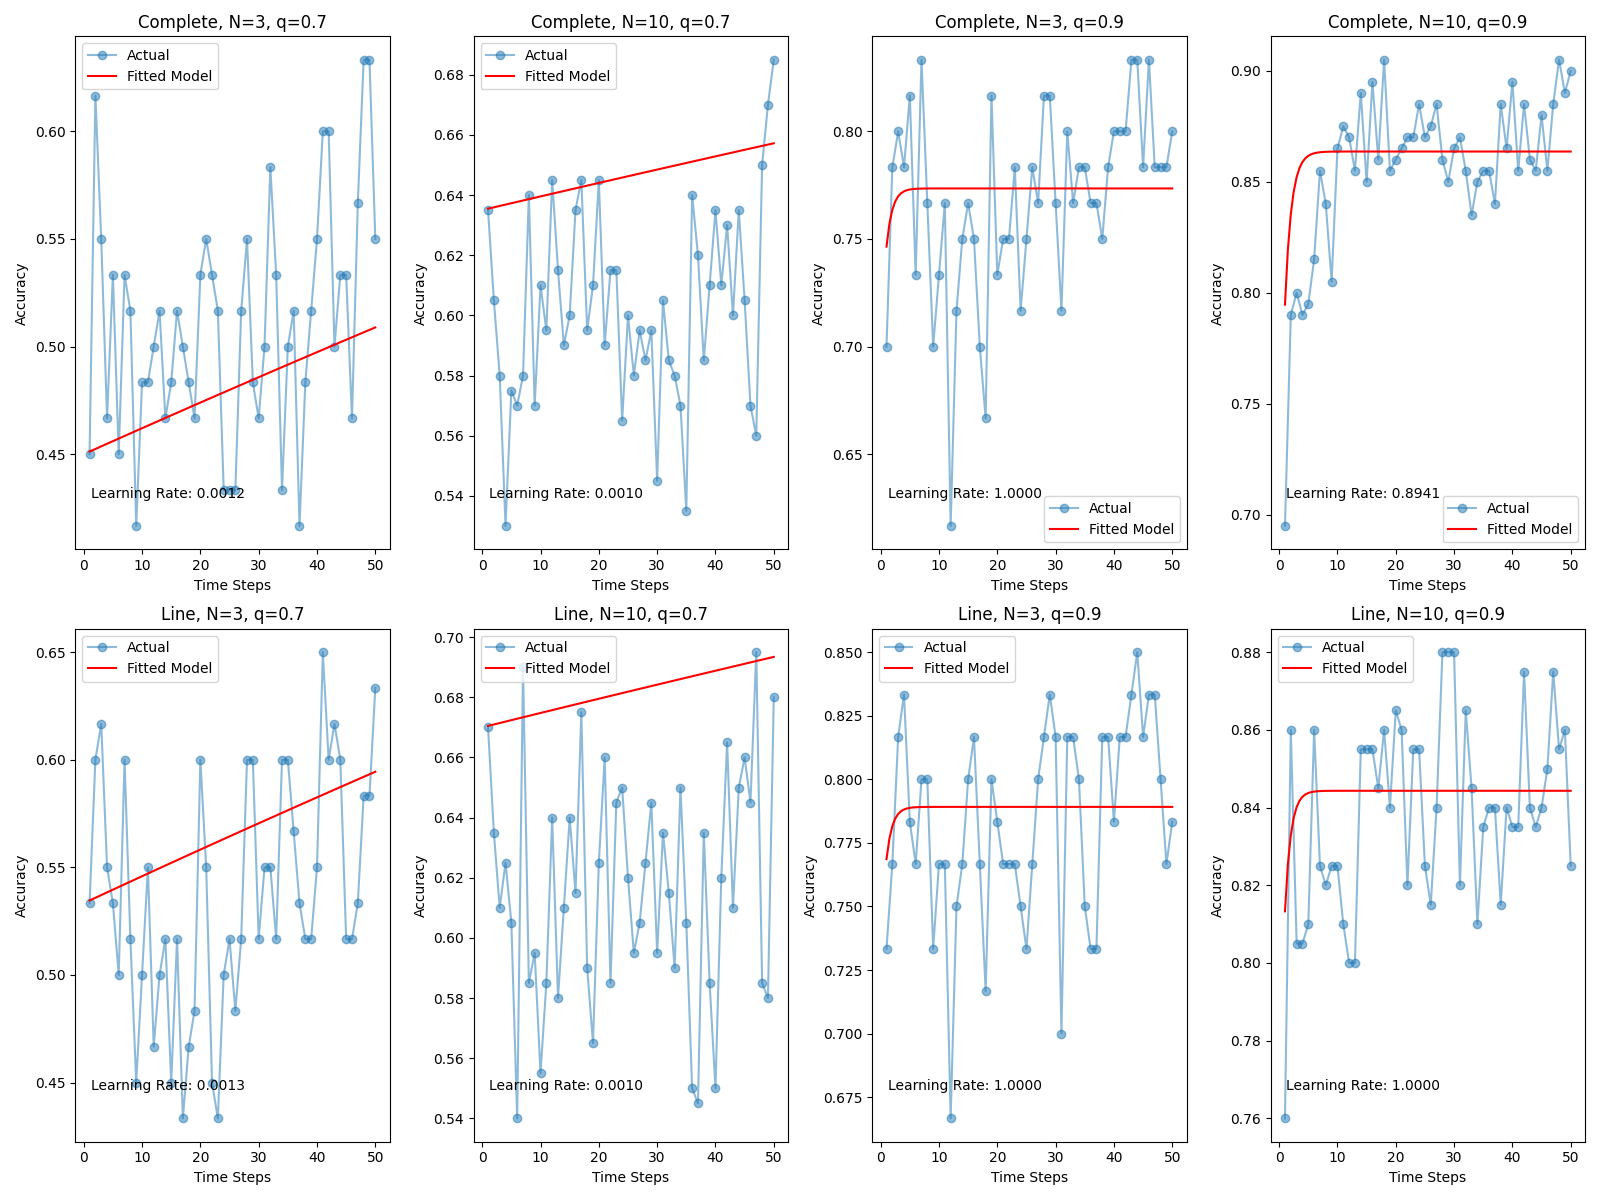 Complete, N=3, q=0.7
Actual
Fitted Model
0.60
0.55
0.50
0.45
Accuracy
Learning Rate: 0.0012
0 10 20 30 40 50
Time Steps
Complete, N=10, q=0.7
Actual
Fitted Model
0.68
0.66
0.64
0.62
0.60
0.58
0.56
0.54
Accuracy
Learning Rate: 0.0010
0 10 20 30 40 50
Time Steps
Complete, N=3, q=0.9
0.80
0.75
0.70
0.65
Accuracy
Learning Rate: 1.0000
Actual
Fitted Model
0 10 20 30 40 50
Time Steps
Complete, N=10, q=0.9
0.90
0.85
0.80
0.75
0.70
Accuracy
Learning Rate: 0.8941
Actual
Fitted Model
0 10 20 30 40 50
Time Steps
Line, N=3, q=0.7
Actual
Fitted Model
0.65
0.60
0.55
0.50
0.45
Accuracy
Learning Rate: 0.0013
0 10 20 30 40 50
Time Steps
Line, N=10, q=0.7
Actual
Fitted Model
0.70
0.68
0.66
0.64
0.62
0.60
0.58
0.56
0.54
Accuracy
Learning Rate: 0.0010
0 10 20 30 40 50
Time Steps
Line, N=3, q=0.9
Actual
Fitted Model
0.850
0.825
0.800
0.775
0.750
0.725
0.700
0.675
Accuracy
Learning Rate: 1.0000
0 10 20 30 40 50
Time Steps
Line, N=10, q=0.9
Actual
Fitted Model
0.88
0.86
0.84
0.82
0.80
0.78
0.76
Accuracy
Learning Rate: 1.0000
0 10 20 30 40 50
Time Steps